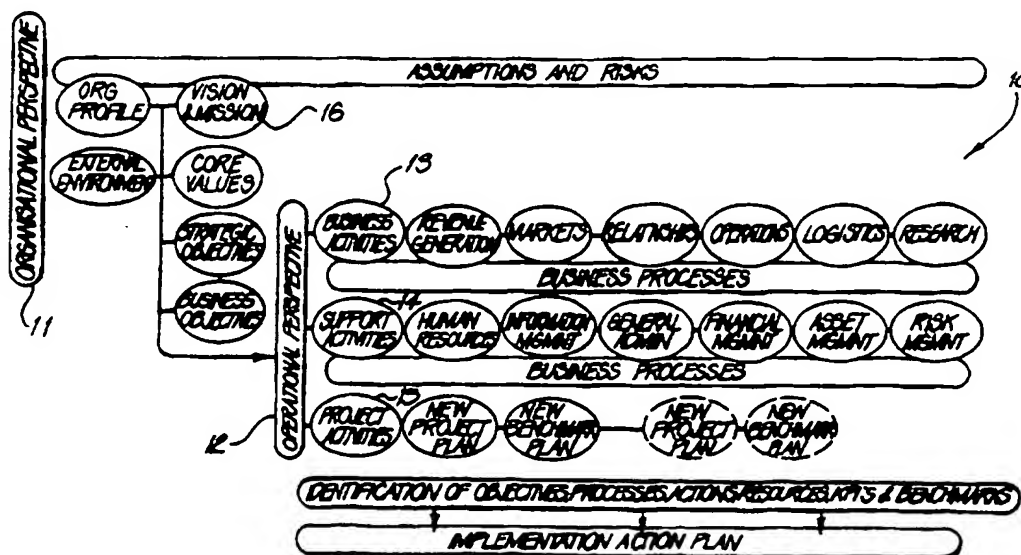 ORGANISATIONAL PERSPECTIVE
11
ASSUMPTIONS AND RISKS
10
ORG
PROFILE
VISION
& MISSION
16
EXTERNAL
ENVIRONMENT
CORE
VALUES
STRATEGIC
OBJECTIVES
BUSINESS
OBJECTIVES
OPERATIONAL PERSPECTIVE
12
13
BUSINESS
ACTIVITIES
REVENUE
GENERATION
MARKETS
RELATIONSHIPS
OPERATIONS
LOGISTICS
RESEARCH
BUSINESS PROCESSES
14
SUPPORT
ACTIVITIES
HUMAN
RESOURCES
INFORMATION
MGMNT
GENERAL
ADMIN
FINANCIAL
MGMNT
ASSET
MGMNT
RISK
MGMNT
BUSINESS PROCESSES
15
PROJECT
ACTIVITIES
NEW
PROJECT
PLAN
NEW
BENCHMARK
PLAN
NEW
PROJECT
PLAN
NEW
BENCHMARK
PLAN
IDENTIFICATION OF OBJECTIVES, PROCESSES, ACTIONS, RESOURCES, KPI'S & BENCHMARKS
IMPLEMENTATION ACTION PLAN